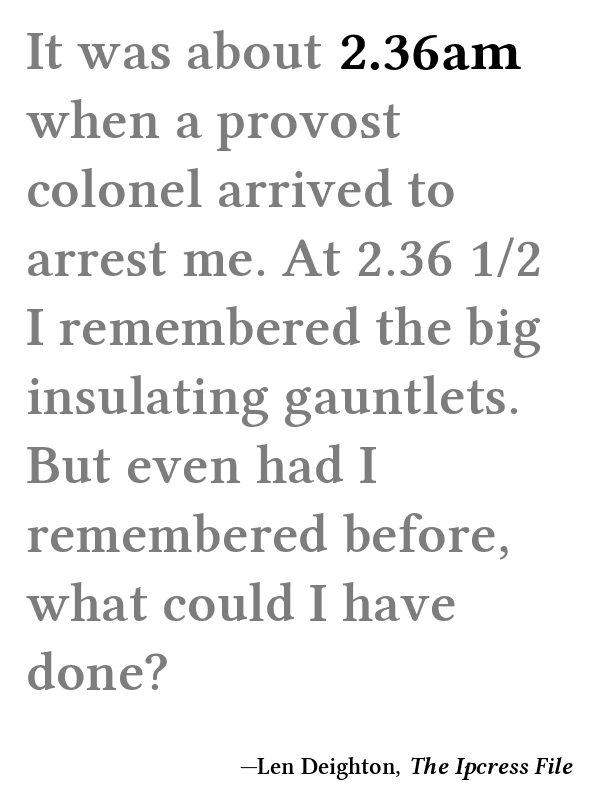 It was about 2.36am
when a provost
colonel arrived to
arrest me. At 2.36 1/2
I remembered the big
insulating gauntlets.
But even had I
remembered before,
what could I have
done?
—Len Deighton, The Ipcress File